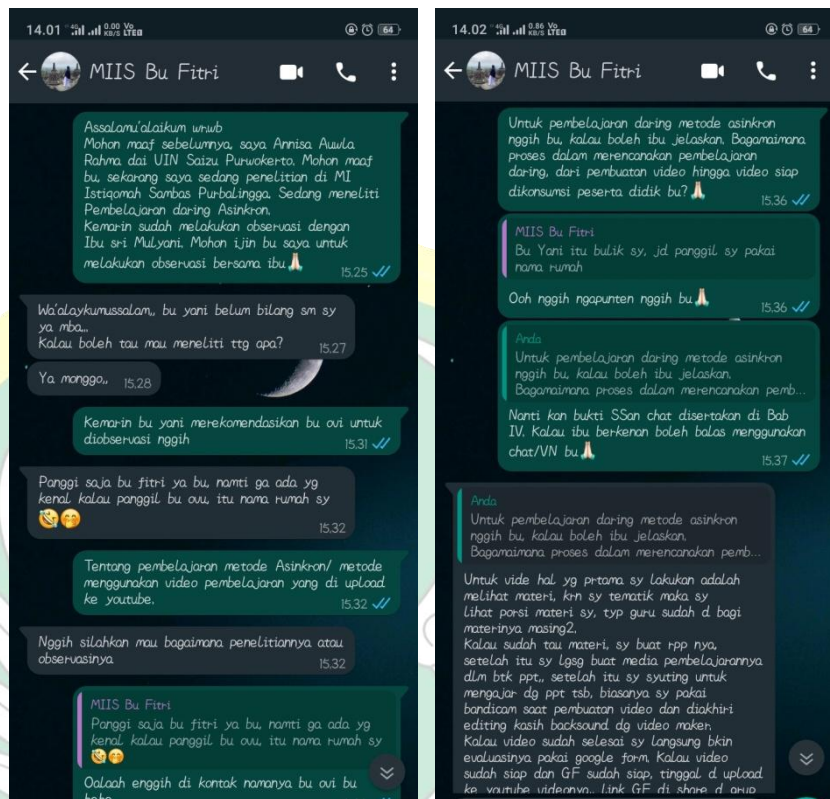 14.01
0.00 KB/S
64
MIIS Bu Fitri
Assalamu'alaikum wrwb
Mohon maaf sebelumnya, saya Annisa Auwla
Rahma dai UIN Saizu Purwokerto. Mohon maaf
bu, sekarang saya sedang penelitian di MI
Istiqomah Sambas Purbalingga. Sedang meneliti
Pembelajaran daring Asinkron,
Kemarin sudah melakukan observasi dengan
Ibu sri Mulyani. Mohon ijin bu saya untuk
melakukan observasi bersama ibu🙏🏻
15.25
Wa'alaykumussalam,, bu yani belum bilang sm sy
ya mba,,
Kalau boleh tau mau meneliti ttg apa?
15.27
Ya monggo,, 15.28
Kemarin bu yani merekomendasikan bu ovi untuk
diobservasi nggih
15.31
Panggi saja bu fitri ya bu, namti ga ada yg
kenal kalau panggil bu ouu, itu nama rumah sy
🤣🤭
15.32
Tentang pembelajaran metode Asinkron/ metode
menggunakan video pembelajaran yang di upload
ke youtube.
15.32
Nggih silahkan mau bagaimana penelitiannya atau
observasinya
15.32
MIIS Bu Fitri
Panggi saja bu fitri ya bu, namti ga ada yg
kenal kalau panggil bu ouu, itu nama rumah sy
🤣🤭
Oalaah enggih di kontak namanya bu ovi bu
14.02
0.86 KB/S
64
MIIS Bu Fitri
Untuk pembelajaran daring metode asinkron
nggih bu, kalau boleh ibu jelaskan, Bagamaimana
proses dalam merencanakan pembelajaran
daring, dari pembuatan video hingga video siap
dikonsumsi peserta didik bu?🙏🏻
15.36
MIIS Bu Fitri
Bu Yani itu bulik sy, jd panggil sy pakai
nama rumah
Ooh nggih ngapunten nggih bu🙏🏻
15.36
Anda
Untuk pembelajaran daring metode asinkron
nggih bu, kalau boleh ibu jelaskan,
Bagamaimana proses dalam merencanakan pemb...
Nanti kan bukti SSan chat disertakan di Bab
IV. Kalau ibu berkenan boleh balas menggunakan
chat/VN bu🙏🏻
15.37
Anda
Untuk pembelajaran daring metode asinkron
nggih bu, kalau boleh ibu jelaskan,
Bagamaimana proses dalam merencanakan pemb...
Untuk vide hal yg prtama sy lakukan adalah
melihat materi, krn sy tematik maka sy
lihat porsi materi sy, typ guru sudah d bagi
materinya masing2,
Kalau sudah tau materi, sy buat rpp nya,
setelah itu sy lgsg buat media pembelajarannya
dlm btk ppt,, setelah itu sy syuting untuk
mengajar dg ppt tsb, biasanya sy pakai
bandicam saat pembuatan video dan diakhiri
editing kasih backsound dg video maker,
Kalau video sudah selesai sy langsung bkin
evaluasinya pakai google form, Kalau video
sudah siap dan GF sudah siap, tinggal d upload
ke youtube videonya,, Link GF di share d grup